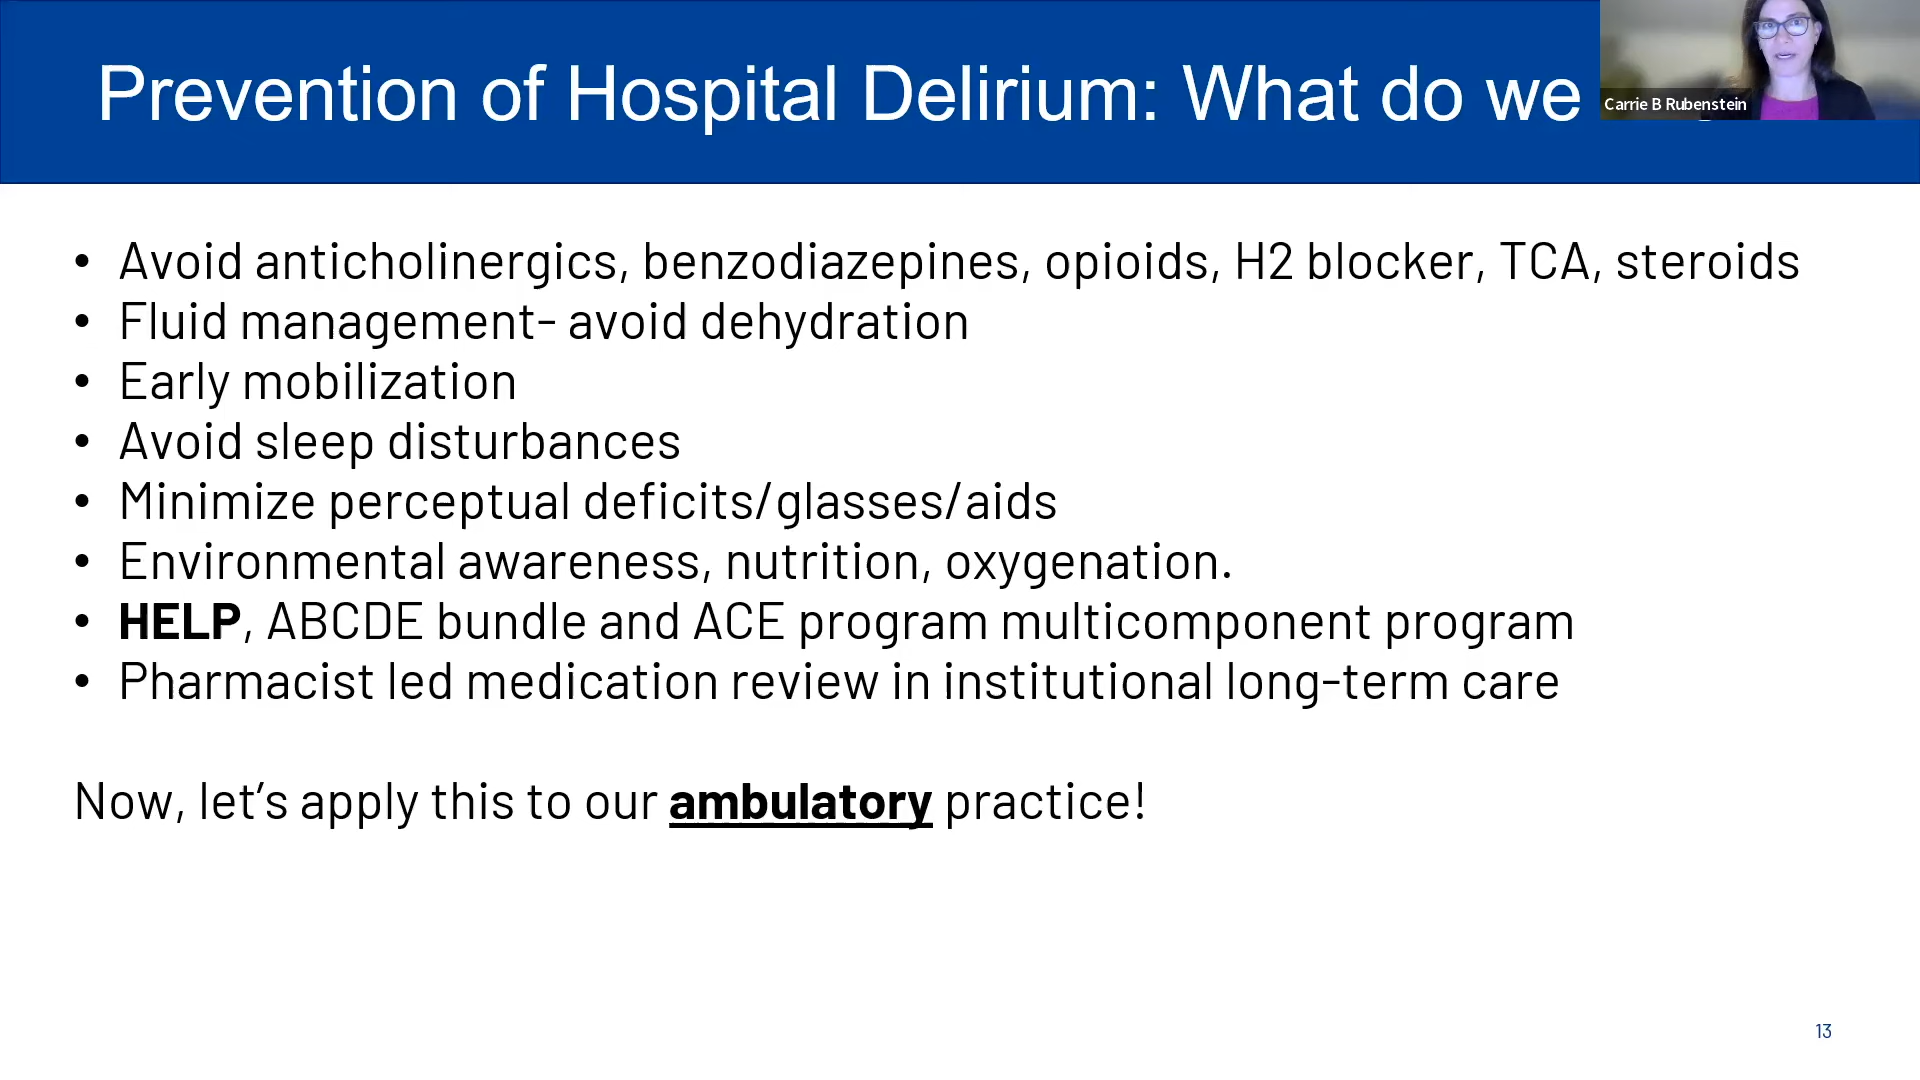 Prevention of Hospital Delirium: What do we
Carrie B Rubenstein
• Avoid anticholinergics, benzodiazepines, opioids, H2 blocker, TCA, steroids
• Fluid management- avoid dehydration
• Early mobilization
• Avoid sleep disturbances
• Minimize perceptual deficits/glasses/aids
• Environmental awareness, nutrition, oxygenation.
• HELP, ABCDE bundle and ACE program multicomponent program
• Pharmacist led medication review in institutional long-term care
Now, let’s apply this to our ambulatory practice!
13